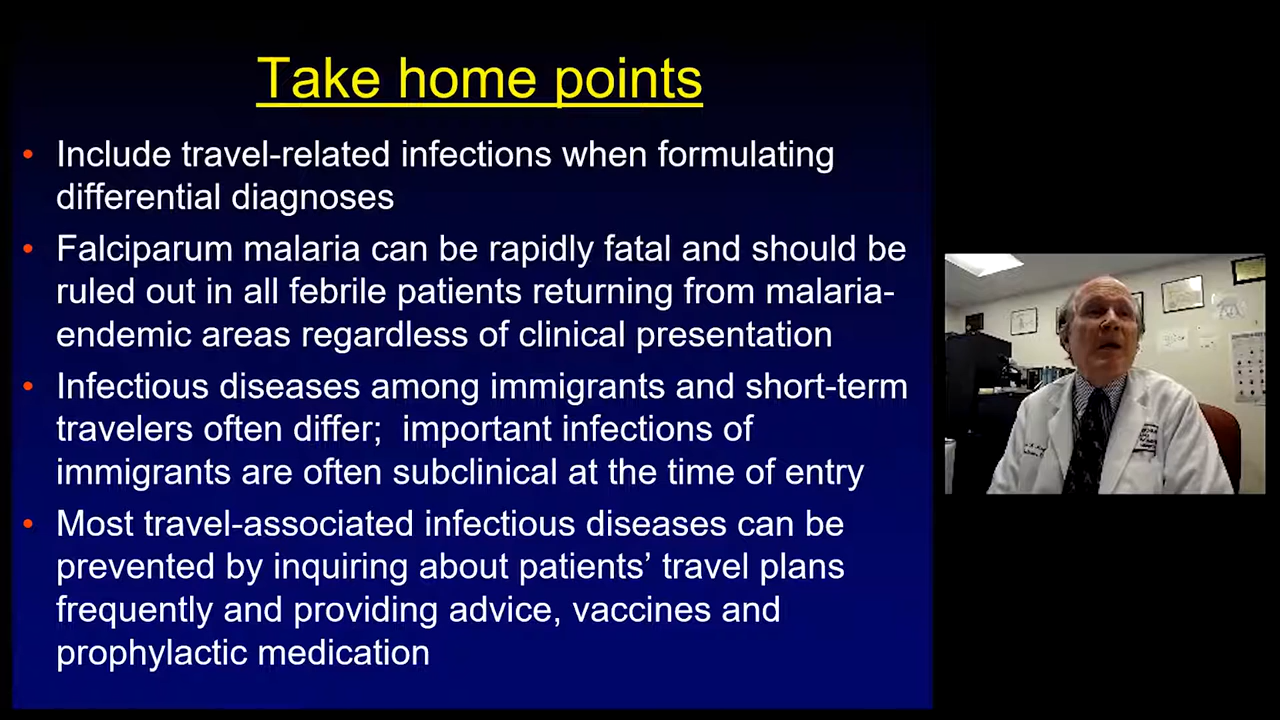 Take home points
• Include travel-related infections when formulating
differential diagnoses
• Falciparum malaria can be rapidly fatal and should be
ruled out in all febrile patients returning from malaria-
endemic areas regardless of clinical presentation
• Infectious diseases among immigrants and short-term
travelers often differ;  important infections of
immigrants are often subclinical at the time of entry
• Most travel-associated infectious diseases can be
prevented by inquiring about patients’ travel plans
frequently and providing advice, vaccines and
prophylactic medication